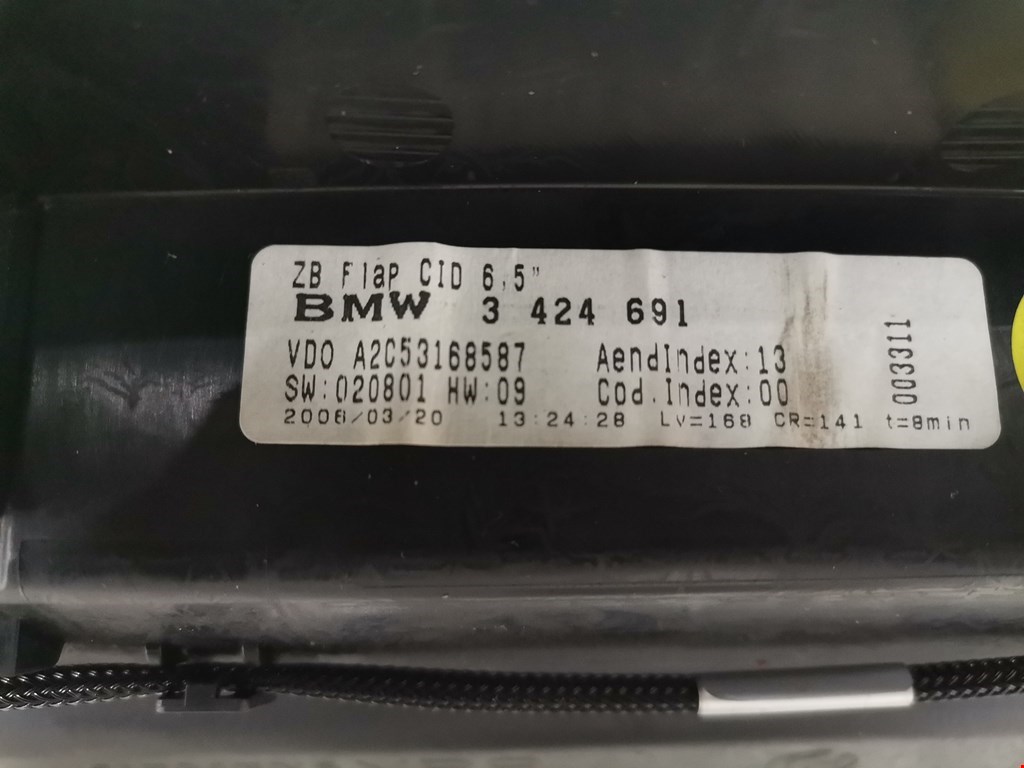 ZB Flap CID 6,5"
BMW 3 424 691
VDO A2C53168587 AendIndex:13
SW:020801 HW:09 Cod.Index:00
2008/03/20 13:24:28 Lv=168 CR=141 t=8min
003311